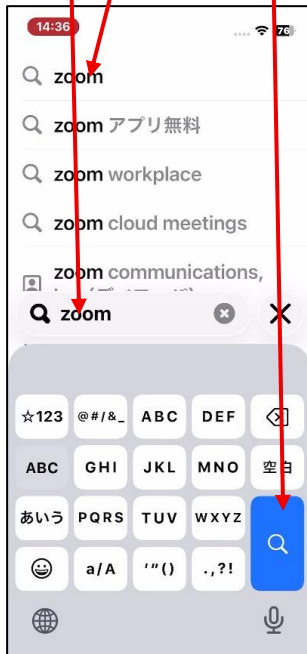 14:36
76
zoom
zoom アプリ無料
zoom workplace
zoom cloud meetings
zoom communications,
zoom
☆123 @#/&_ ABC DEF
ABC GHI JKL MNO 空白
あいう PQRS TUV WXYZ
a/A '"() .,?!